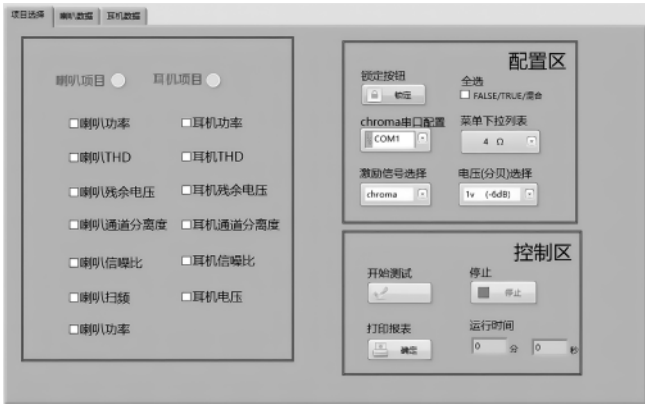 项目选择 喇叭数据 耳机数据
喇叭项目 耳机项目
喇叭功率 耳机功率
喇叭THD 耳机THD
喇叭残余电压 耳机残余电压
喇叭通道分离度 耳机通道分离度
喇叭信噪比 耳机信噪比
喇叭扫频 耳机电压
喇叭功率
配置区
锁定按钮 全选
锁定 FALSE/TRUE/混合
chroma串口配置 菜单下拉列表
COM1 4 Ω
激励信号选择 电压(分贝)选择
chroma 1v (-6dB)
控制区
开始测试 停止
停止
打印报表 运行时间
确定 0 分 0 秒